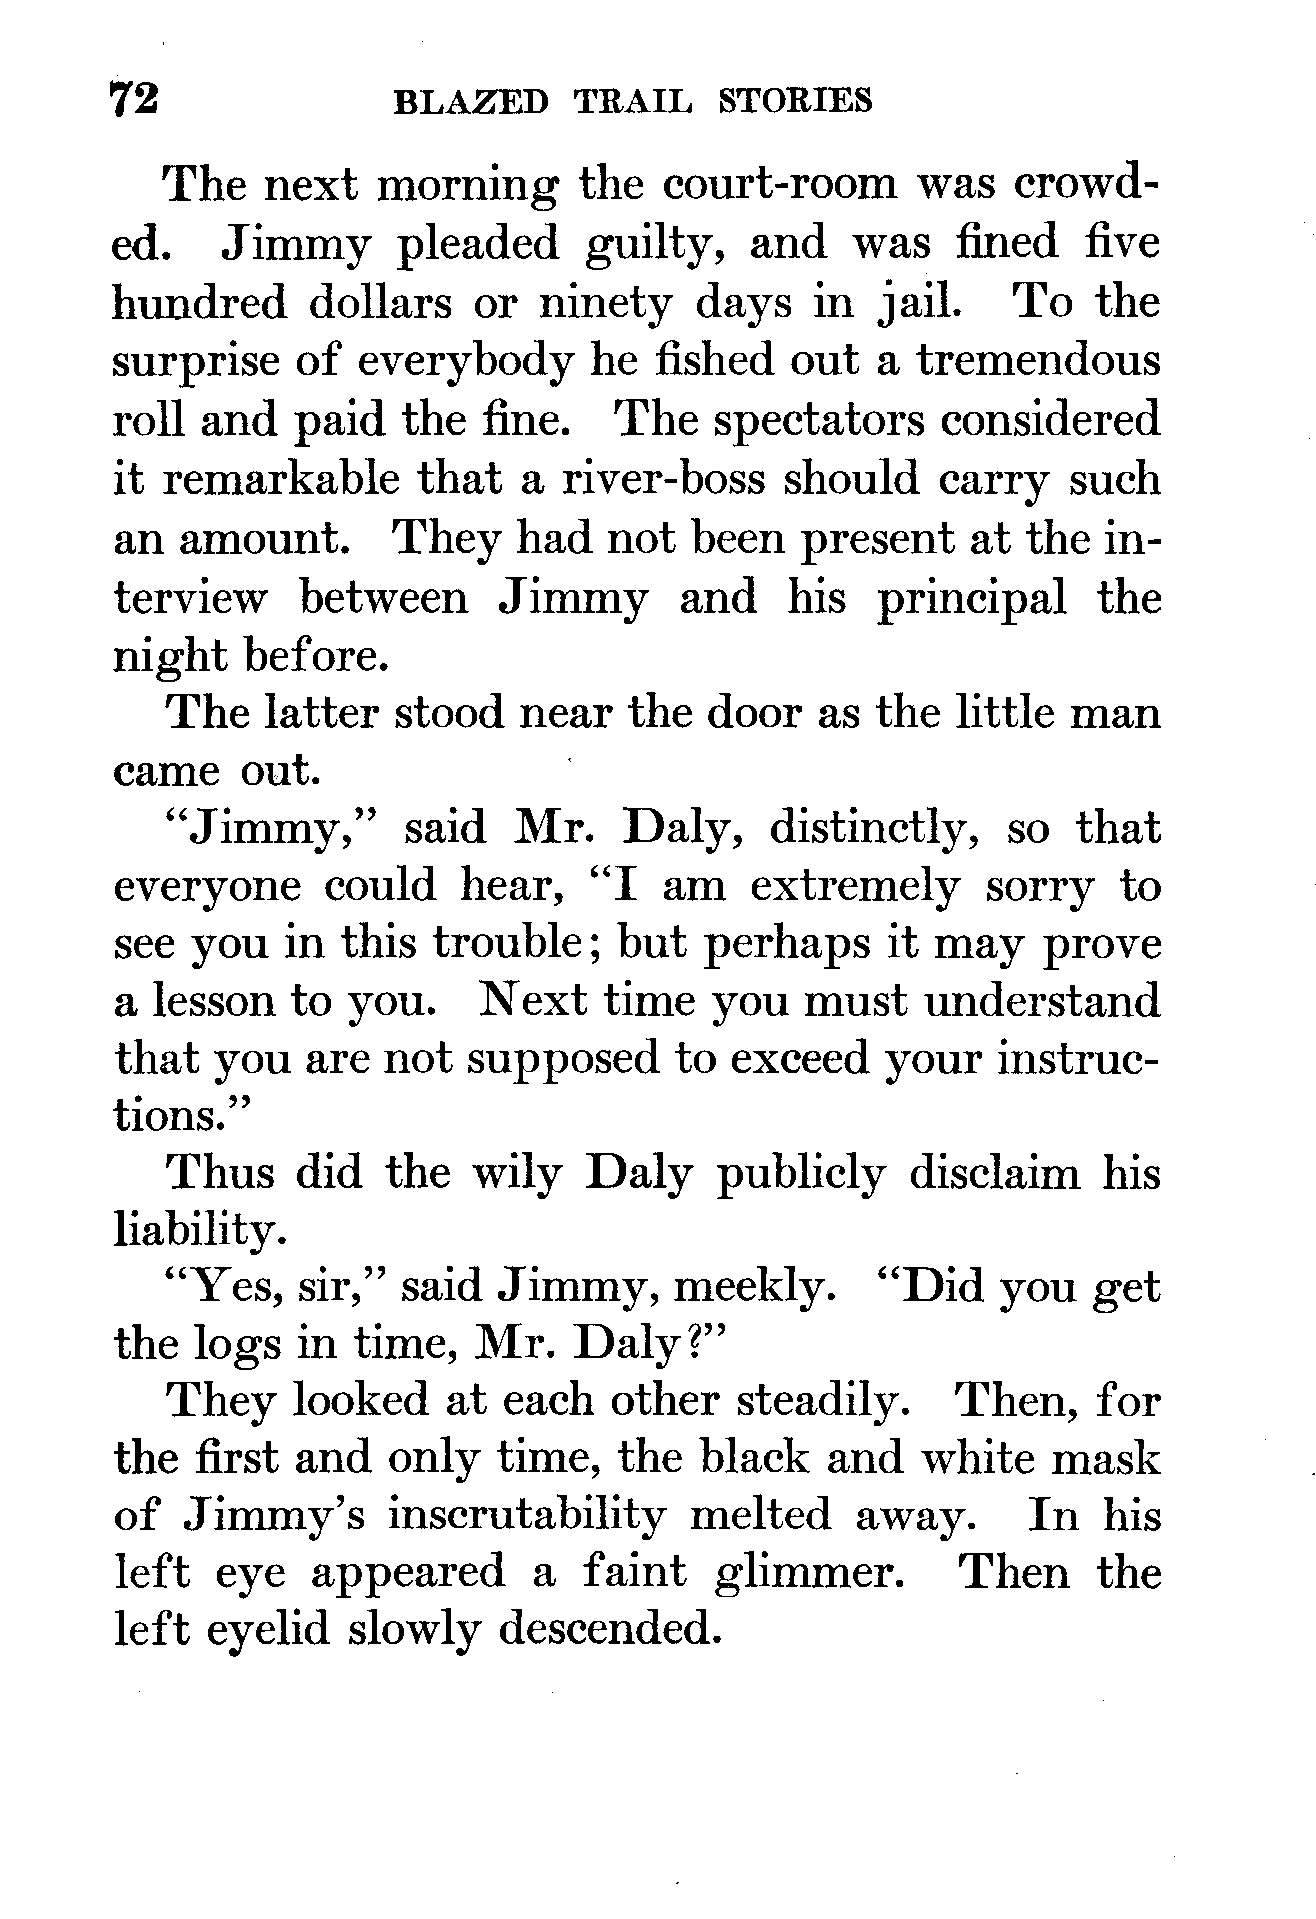 72 BLAZED TRAIL STORIES
The next morning the court-room was crowd-
ed. Jimmy pleaded guilty, and was fined five
hundred dollars or ninety days in jail. To the
surprise of everybody he fished out a tremendous
roll and paid the fine. The spectators considered
it remarkable that a river-boss should carry such
an amount. They had not been present at the in-
terview between Jimmy and his principal the
night before.
The latter stood near the door as the little man
came out.
“Jimmy,” said Mr. Daly, distinctly, so that
everyone could hear, “I am extremely sorry to
see you in this trouble; but perhaps it may prove
a lesson to you. Next time you must understand
that you are not supposed to exceed your instruc-
tions.”
Thus did the wily Daly publicly disclaim his
liability.
“Yes, sir,” said Jimmy, meekly. “Did you get
the logs in time, Mr. Daly?”
They looked at each other steadily. Then, for
the first and only time, the black and white mask
of Jimmy’s inscrutability melted away. In his
left eye appeared a faint glimmer. Then the
left eyelid slowly descended.